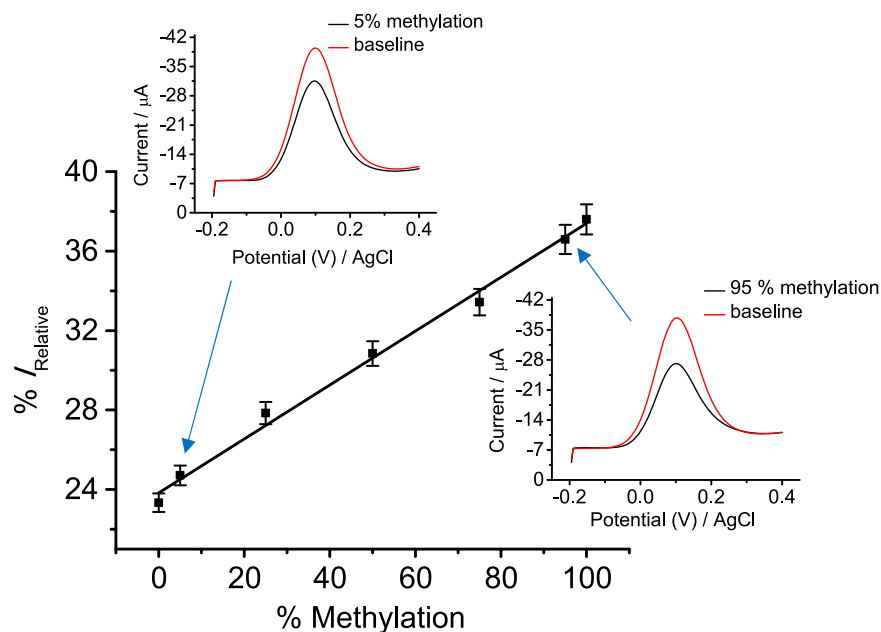 5% methylation
baseline
-42
-35
-28
-21
-14
-7
0
Current / μA
-0.2 0.0 0.2 0.4
Potential (V) / AgCl
40
36
32
28
24
% I_Relative
0 20 40 60 80 100
% Methylation
95 % methylation
baseline
-42
-35
-28
-21
-14
-7
0
Current / μA
-0.2 0.0 0.2 0.4
Potential (V) / AgCl